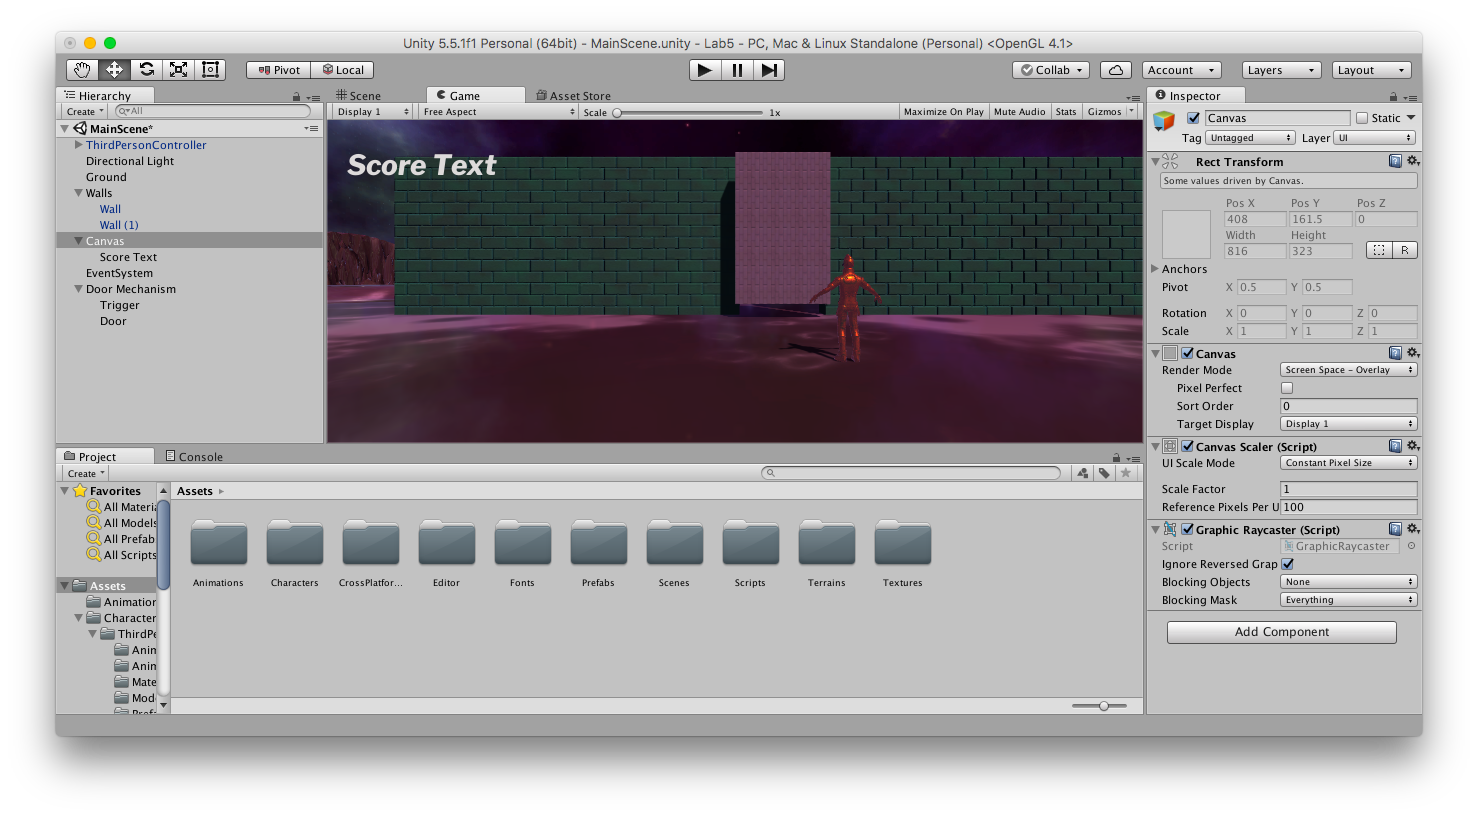 Unity 5.5.1f1 Personal (64bit) - MainScene.unity - Lab5 - PC, Mac & Linux Standalone (Personal) <OpenGL 4.1>
Pivot Local Collab Account Layers Layout
Hierarchy
Create All
MainScene*
ThirdPersonController
Directional Light
Ground
Walls
Wall
Wall (1)
Canvas
Score Text
EventSystem
Door Mechanism
Trigger
Door
Scene Game Asset Store
Display 1 Free Aspect Scale 1x Maximize On Play Mute Audio Stats Gizmos
Score Text
Inspector
Canvas Static
Tag Untagged Layer UI
Rect Transform
Some values driven by Canvas.
Pos X Pos Y Pos Z
408 161.5 0
Width Height
816 323 R
Anchors
Pivot X 0.5 Y 0.5
Rotation X 0 Y 0 Z 0
Scale X 1 Y 1 Z 1
Canvas
Render Mode Screen Space - Overlay
Pixel Perfect
Sort Order 0
Target Display Display 1
Canvas Scaler (Script)
UI Scale Mode Constant Pixel Size
Scale Factor 1
Reference Pixels Per U 100
Graphic Raycaster (Script)
Script GraphicRaycaster
Ignore Reversed Grap
Blocking Objects None
Blocking Mask Everything
Add Component
Project Console
Create
Favorites
All Materi
All Models
All Prefab
All Scripts
Assets
Animation
Character
ThirdPe
Anim
Anim
Mate
Mod
Assets
Animations Characters CrossPlatfor... Editor Fonts Prefabs Scenes Scripts Terrains Textures